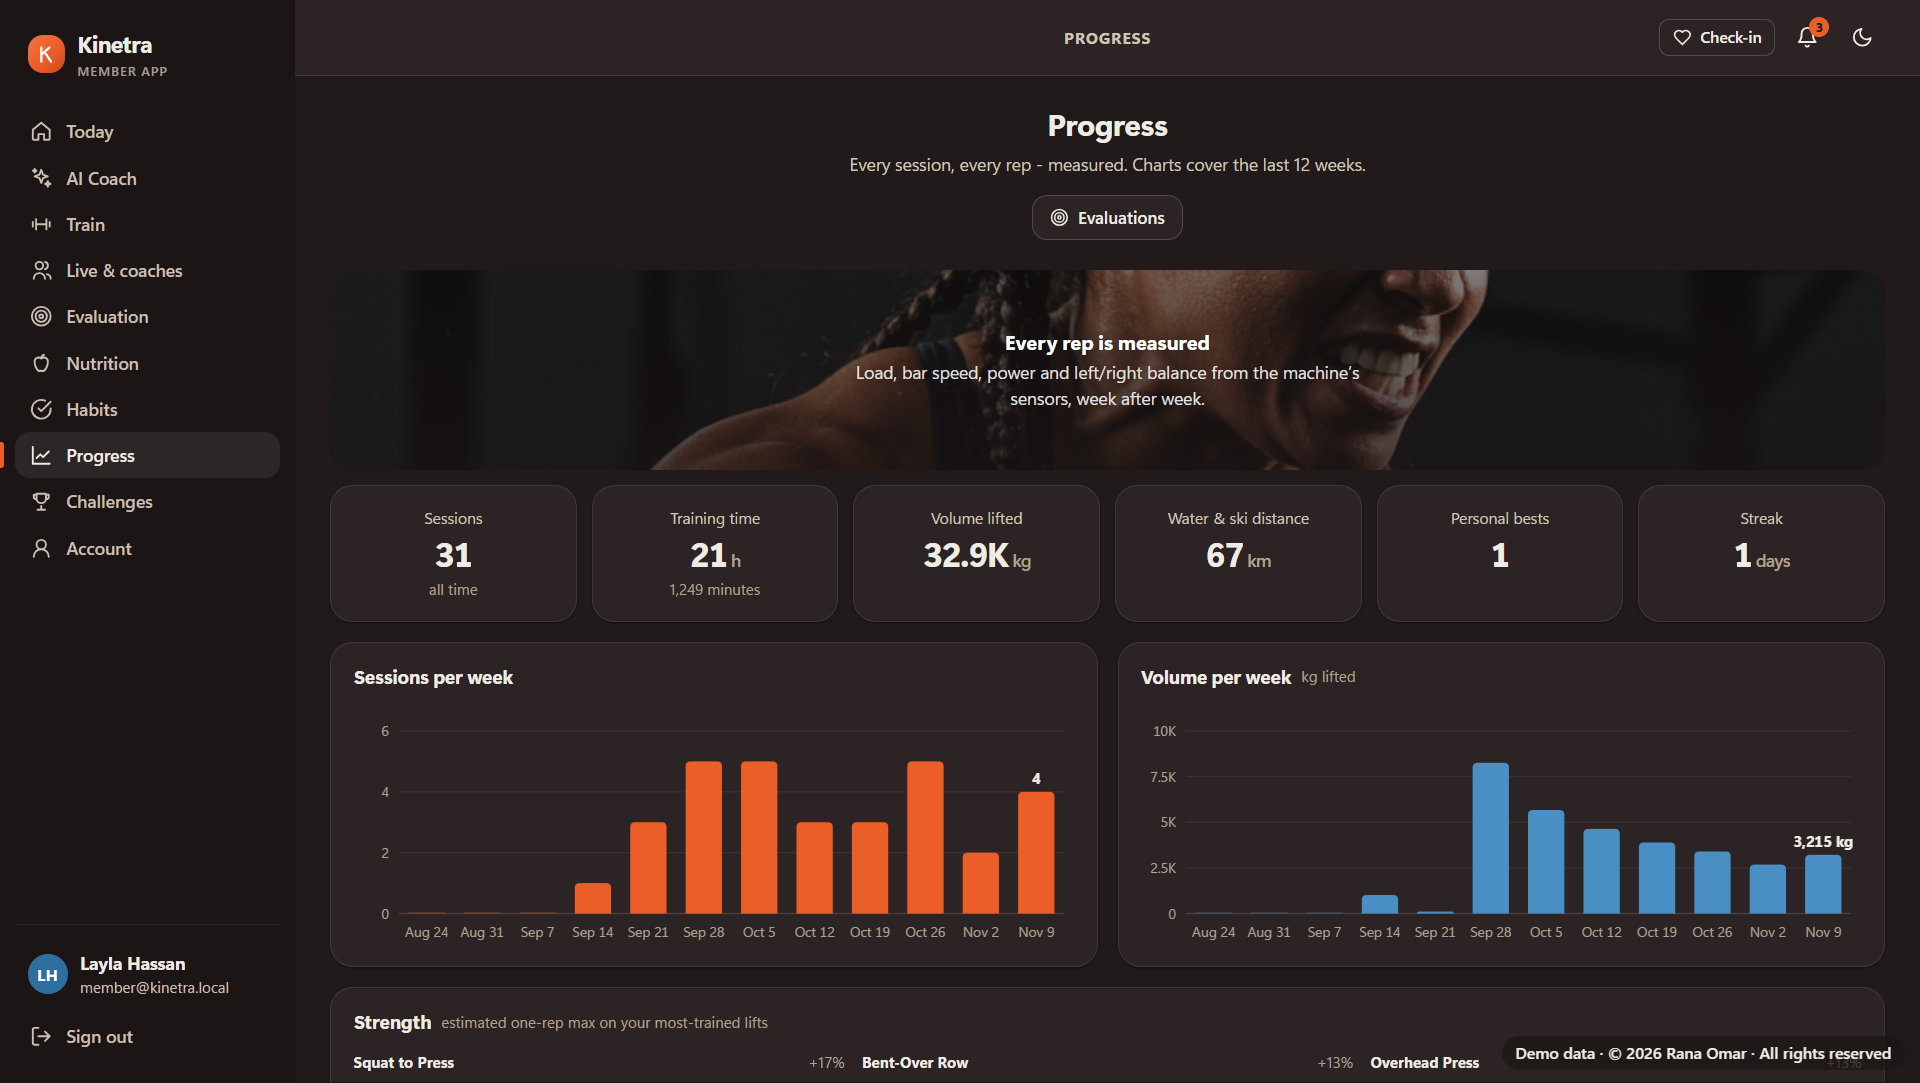 K
Kinetra
MEMBER APP
Today
AI Coach
Train
Live & coaches
Evaluation
Nutrition
Habits
Progress
Challenges
Account
LH
Layla Hassan
member@kinetra.local
Sign out
PROGRESS
Check-in
3
Progress
Every session, every rep - measured. Charts cover the last 12 weeks.
Evaluations
Every rep is measured
Load, bar speed, power and left/right balance from the machine’s
sensors, week after week.
Sessions
31
all time
Training time
21 h
1,249 minutes
Volume lifted
32.9K kg
Water & ski distance
67 km
Personal bests
1
Streak
1 days
Sessions per week
6
4
2
0
4
Aug 24 Aug 31 Sep 7 Sep 14 Sep 21 Sep 28 Oct 5 Oct 12 Oct 19 Oct 26 Nov 2 Nov 9
Volume per week kg lifted
10K
7.5K
5K
2.5K
0
3,215 kg
Aug 24 Aug 31 Sep 7 Sep 14 Sep 21 Sep 28 Oct 5 Oct 12 Oct 19 Oct 26 Nov 2 Nov 9
Strength estimated one-rep max on your most-trained lifts
Squat to Press +17% Bent-Over Row +13% Overhead Press +13%
Demo data · © 2026 Rana Omar · All rights reserved